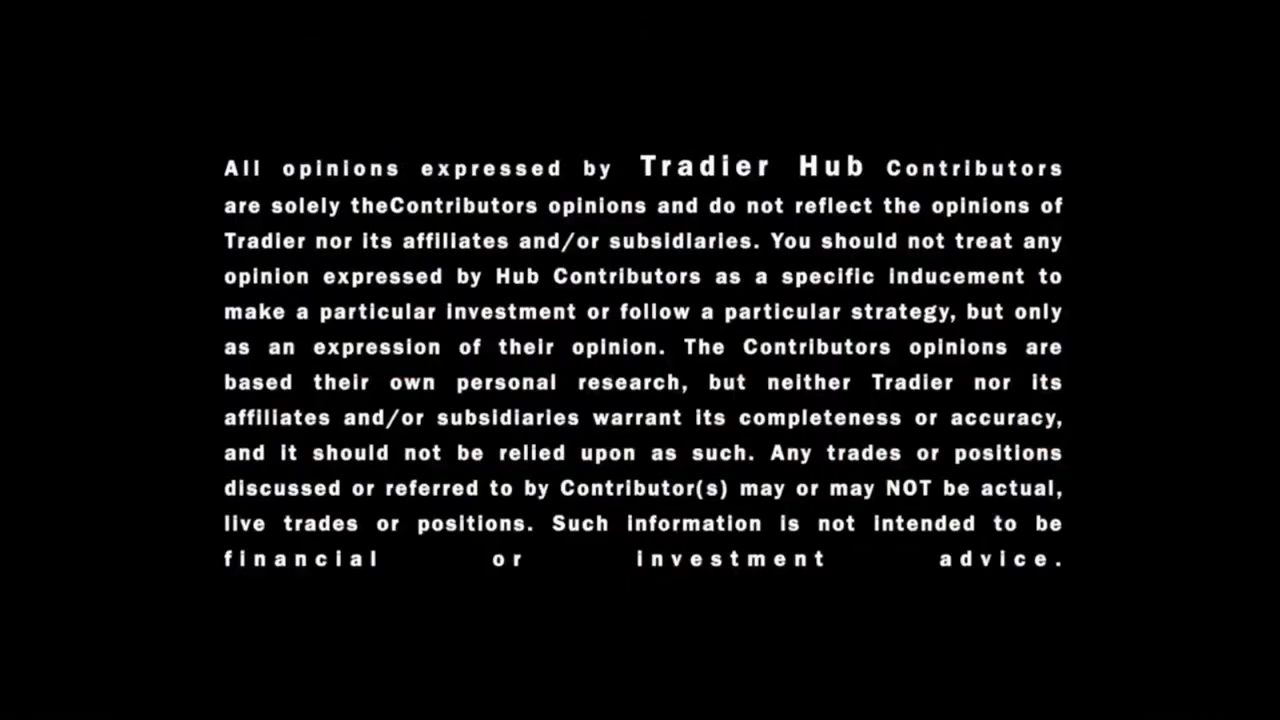 All opinions expressed by Tradier Hub Contributors
are solely theContributors opinions and do not reflect the opinions of
Tradier nor its affiliates and/or subsidiaries. You should not treat any
opinion expressed by Hub Contributors as a specific inducement to
make a particular investment or follow a particular strategy, but only
as an expression of their opinion. The Contributors opinions are
based their own personal research, but neither Tradier nor its
affiliates and/or subsidiaries warrant its completeness or accuracy,
and it should not be relied upon as such. Any trades or positions
discussed or referred to by Contributor(s) may or may NOT be actual,
live trades or positions. Such information is not intended to be
financial or investment advice.